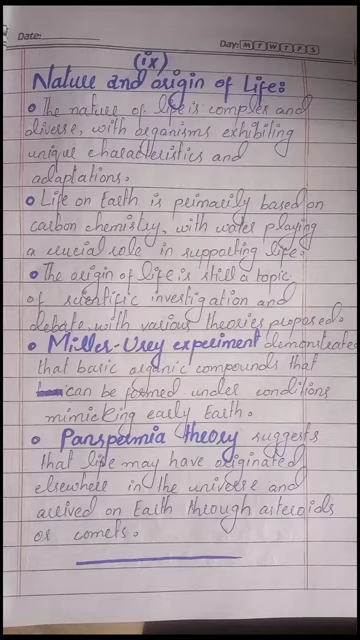 Date:
Day: M T W T F S
(ix)
Nature and origin of Life:
• The nature of life is complex and
diverse, with organisms exhibiting
unique characteristics and
adaptations.
• Life on Earth is primarily based on
carbon chemistry, with water playing
a crucial role in supporting life.
• The origin of life is still a topic
of scientific investigation and
debate, with various theories proposed.
• Miller-Urey experiment demonstrates
that basic organic compounds that
can be formed under conditions
mimicking early Earth.
• Panspermia theory suggests
that life may have originated
elsewhere in the universe and
arrived on Earth through asteroids
or comets.